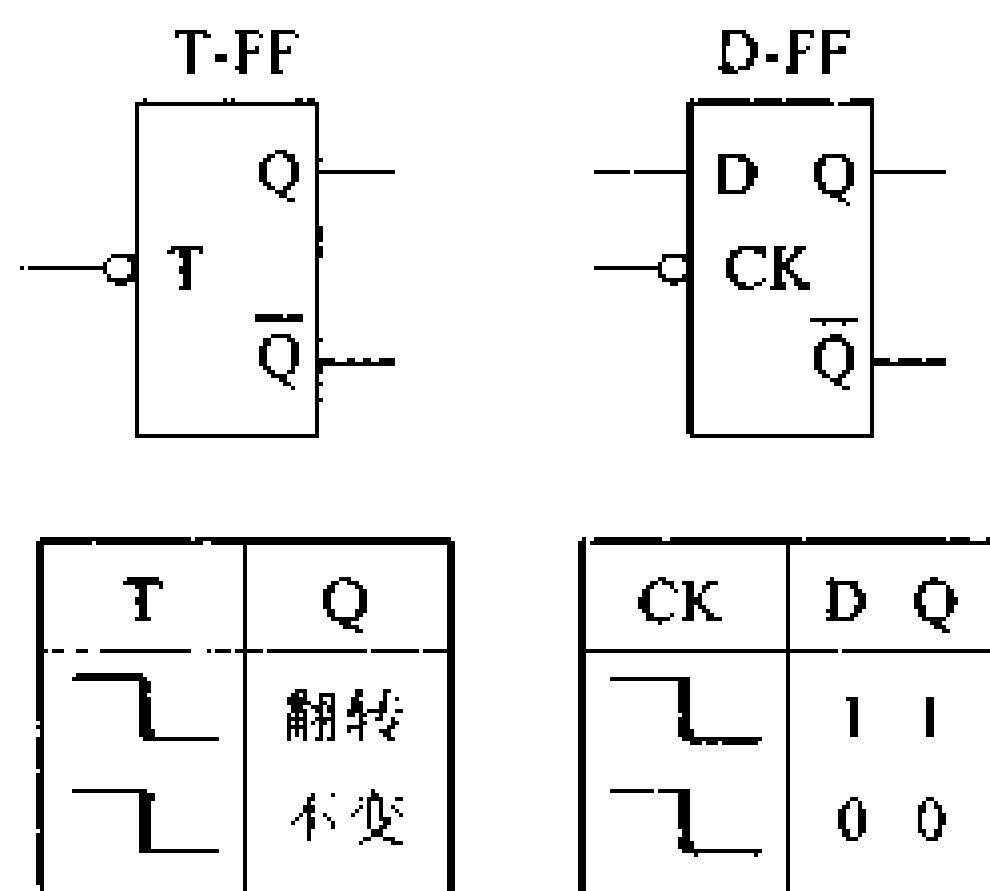 T-FF D-FF
Q D Q
T CK
Q̅ Q̅
T Q CK D Q
翻转 1 1
不变 0 0